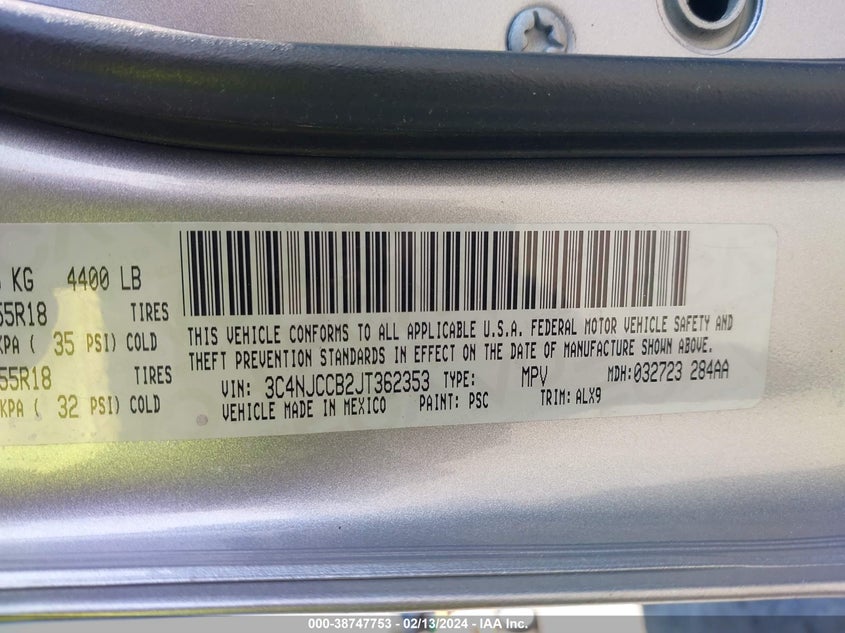 KG 4400 LB
55R18 TIRES
KPA ( 35 PSI) COLD
55R18 TIRES
KPA ( 32 PSI) COLD
THIS VEHICLE CONFORMS TO ALL APPLICABLE U.S.A. FEDERAL MOTOR VEHICLE SAFETY AND
THEFT PREVENTION STANDARDS IN EFFECT ON THE DATE OF MANUFACTURE SHOWN ABOVE.
VIN: 3C4NJCCB2JT362353 TYPE: MPV MDH: 032723 284AA
VEHICLE MADE IN MEXICO PAINT: PSC TRIM: ALX9
000-38747753 - 02/13/2024 - IAA Inc.